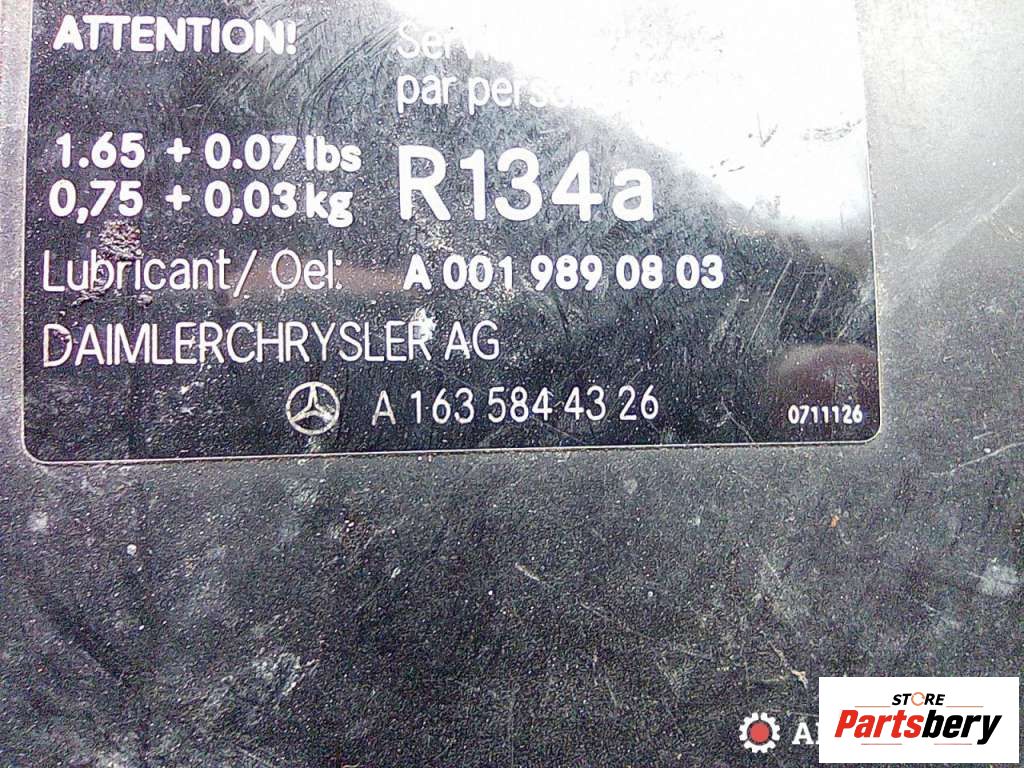 ATTENTION!
par
1.65 + 0.07 lbs
0,75 + 0,03 kg
R134a
Lubricant/ Oel: A 001 989 08 03
DAIMLERCHRYSLER AG
A 163 584 43 26
0711126
STORE
Partsbery